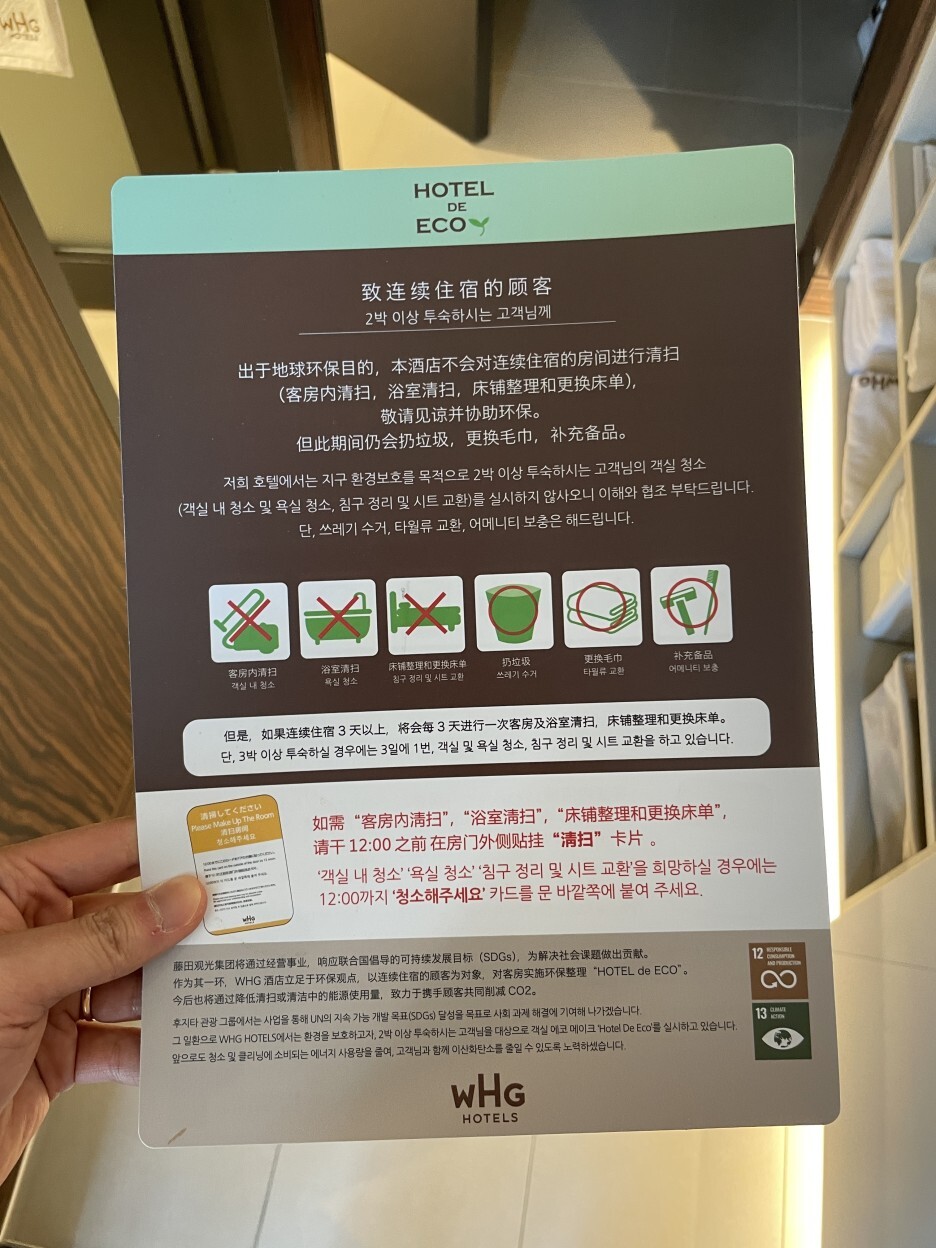 WHG
HOTEL
DE
ECO
致连续住宿的顾客
2박 이상 투숙하시는 고객님께
出于地球环保目的，本酒店不会对连续住宿的房间进行清扫
（客房内清扫，浴室清扫，床铺整理和更换床单），
敬请见谅并协助环保。
但此期间仍会扔垃圾，更换毛巾，补充备品。
저희 호텔에서는 지구 환경보호를 목적으로 2박 이상 투숙하시는 고객님의 객실 청소
(객실 내 청소 및 욕실 청소, 침구 정리 및 시트 교환)를 실시하지 않사오니 이해와 협조 부탁드립니다.
단, 쓰레기 수거, 타월류 교환, 어메니티 보충은 해드립니다.
客房内清扫 浴室清扫 床铺整理和更换床单 扔垃圾 更换毛巾 补充备品
객실 내 청소 욕실 청소 침구 정리 및 시트 교환 쓰레기 수거 타월류 교환 어메니티 보충
但是，如果连续住宿 3 天以上，将会每 3 天进行一次客房及浴室清扫，床铺整理和更换床单。
단, 3박 이상 투숙하실 경우에는 3일에 1번, 객실 및 욕실 청소, 침구 정리 및 시트 교환을 하고 있습니다.
清掃してください
Please Make Up The Room
清扫房间
청소해주세요
WHG
如需“客房内清扫”，“浴室清扫”，“床铺整理和更换床单”，
请于 12:00 之前 在房门外侧贴挂“清扫”卡片 。
'객실 내 청소' '욕실 청소' '침구 정리 및 시트 교환'을 희망하실 경우에는
12:00까지 '청소해주세요' 카드를 문 바깥쪽에 붙여 주세요.
藤田观光集团将通过经营事业，响应联合国倡导的可持续发展目标（SDGs），为解决社会课题做出贡献。
作为其一环，WHG 酒店立足于环保观点，以连续住宿的顾客为对象，对客房实施环保整理“HOTEL de ECO”。
今后也将通过降低清扫或清洁中的能源使用量，致力于携手顾客共同削减 CO2。
후지타 관광 그룹에서는 사업을 통해 UN의 지속 가능 개발 목표(SDGs) 달성을 목표로 사회 과제 해결에 기여해 나가겠습니다.
그 일환으로 WHG HOTELS에서는 환경을 보호하고자, 2박 이상 투숙하시는 고객님을 대상으로 객실 에코 메이크 'Hotel De Eco'를 실시하고 있습니다.
앞으로도 청소 및 클리닝에 소비되는 에너지 사용량을 줄여, 고객님과 함께 이산화탄소를 줄일 수 있도록 노력하겠습니다.
12 RESPONSIBLE
CONSUMPTION
AND PRODUCTION
13 CLIMATE
ACTION
WHG
HOTELS